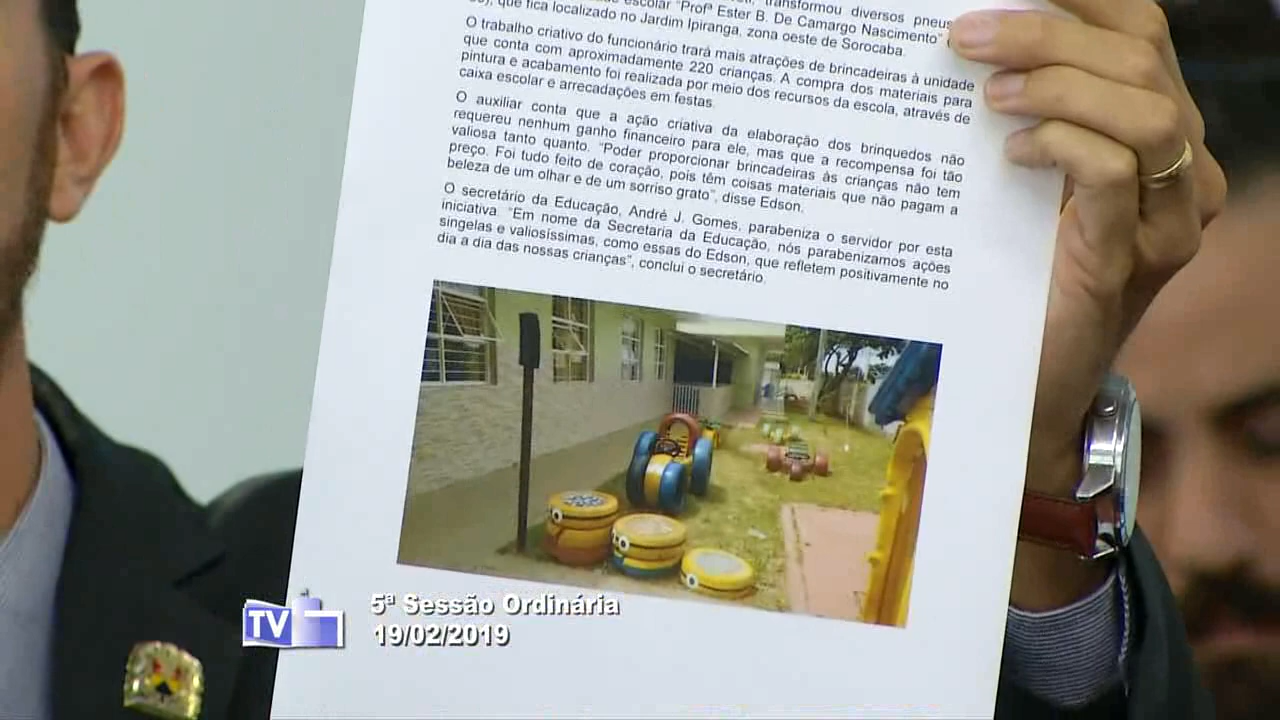 transformou diversos pneus
escolar “Profª Ester B. De Camargo Nascimento”
que fica localizado no Jardim Ipiranga, zona oeste de Sorocaba.
O trabalho criativo do funcionário trará mais atrações de brincadeiras à unidade
que conta com aproximadamente 220 crianças. A compra dos materiais para
pintura e acabamento foi realizada por meio dos recursos da escola, através de
caixa escolar e arrecadações em festas.
O auxiliar conta que a ação criativa da elaboração dos brinquedos não
requereu nenhum ganho financeiro para ele, mas que a recompensa foi tão
valiosa tanto quanto. “Poder proporcionar brincadeiras às crianças não tem
preço. Foi tudo feito de coração, pois têm coisas materiais que não pagam a
beleza de um olhar e de um sorriso grato”, disse Edson.
O secretário da Educação, André J. Gomes, parabeniza o servidor por esta
iniciativa. “Em nome da Secretaria da Educação, nós parabenizamos ações
singelas e valiosíssimas, como essas do Edson, que refletem positivamente no
dia a dia das nossas crianças”, conclui o secretário.
TV
5ª Sessão Ordinária
19/02/2019